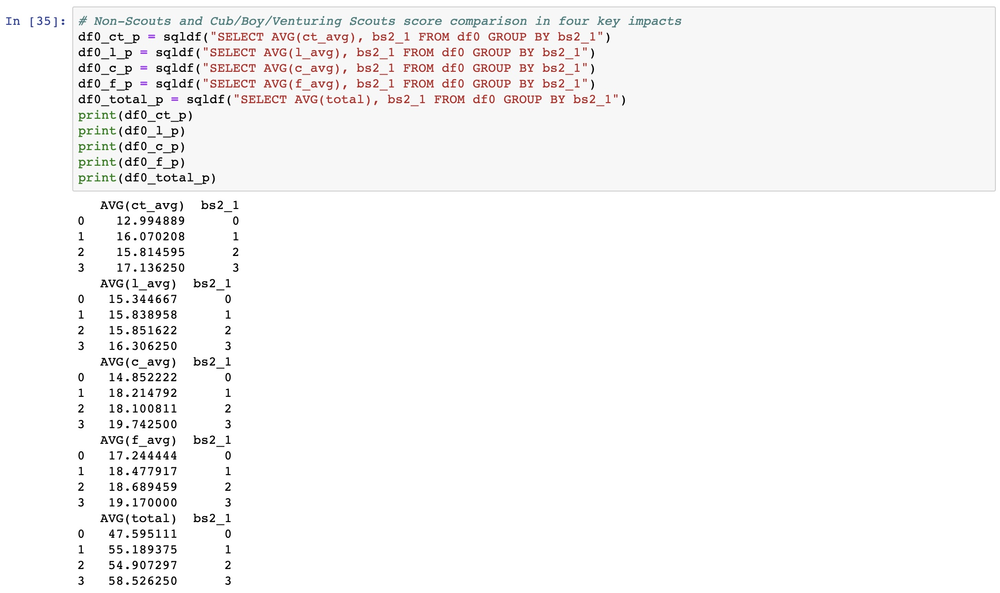 In [35]: # Non-Scouts and Cub/Boy/Venturing Scouts score comparison in four key impacts
df0_ct_p = sqldf("SELECT AVG(ct_avg), bs2_1 FROM df0 GROUP BY bs2_1")
df0_l_p = sqldf("SELECT AVG(l_avg), bs2_1 FROM df0 GROUP BY bs2_1")
df0_c_p = sqldf("SELECT AVG(c_avg), bs2_1 FROM df0 GROUP BY bs2_1")
df0_f_p = sqldf("SELECT AVG(f_avg), bs2_1 FROM df0 GROUP BY bs2_1")
df0_total_p = sqldf("SELECT AVG(total), bs2_1 FROM df0 GROUP BY bs2_1")
print(df0_ct_p)
print(df0_l_p)
print(df0_c_p)
print(df0_f_p)
print(df0_total_p)
AVG(ct_avg) bs2_1
0 12.994889 0
1 16.070208 1
2 15.814595 2
3 17.136250 3
AVG(l_avg) bs2_1
0 15.344667 0
1 15.838958 1
2 15.851622 2
3 16.306250 3
AVG(c_avg) bs2_1
0 14.852222 0
1 18.214792 1
2 18.100811 2
3 19.742500 3
AVG(f_avg) bs2_1
0 17.244444 0
1 18.477917 1
2 18.689459 2
3 19.170000 3
AVG(total) bs2_1
0 47.595111 0
1 55.189375 1
2 54.907297 2
3 58.526250 3